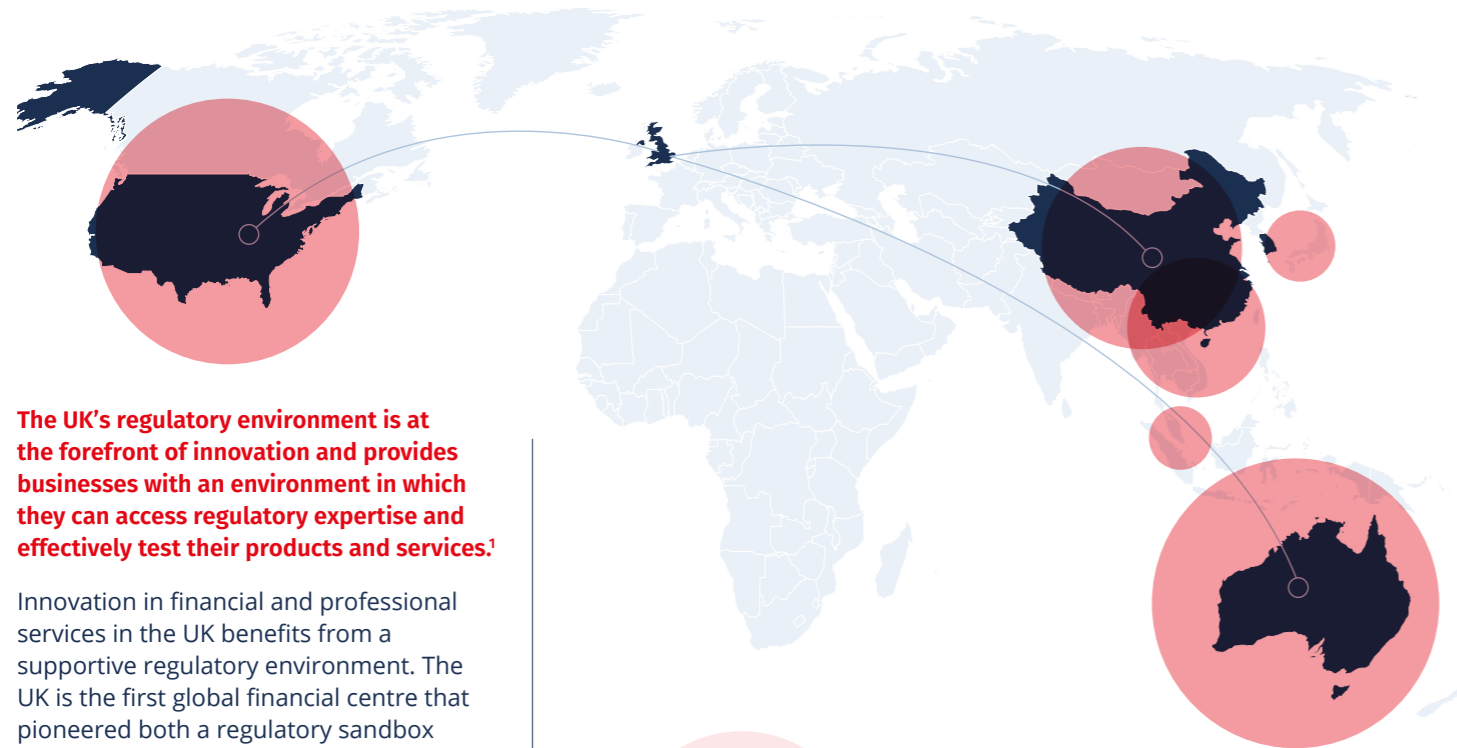 The UK’s regulatory environment is at
the forefront of innovation and provides
businesses with an environment in which
they can access regulatory expertise and
effectively test their products and services.¹
Innovation in financial and professional
services in the UK benefits from a
supportive regulatory environment. The
UK is the first global financial centre that
pioneered both a regulatory sandbox